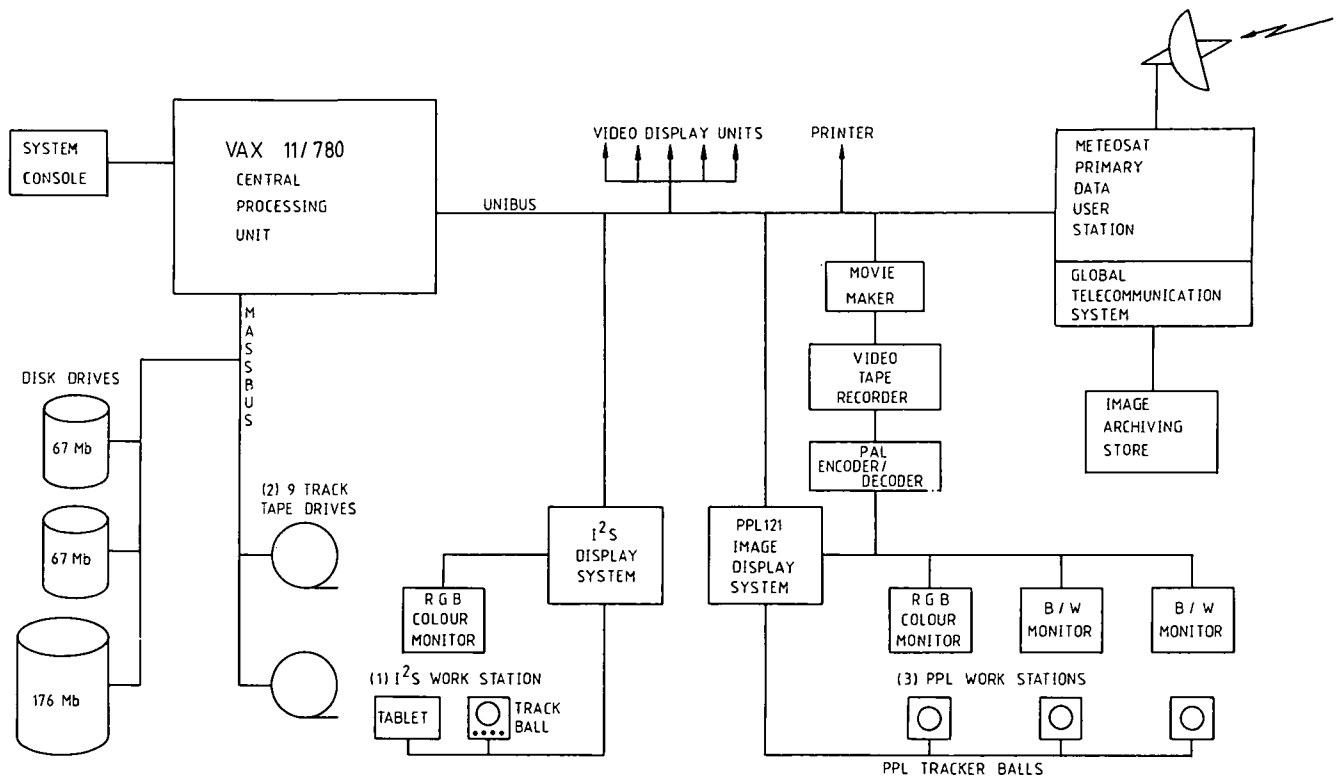 SYSTEM
CONSOLE
VAX 11/780
CENTRAL
PROCESSING
UNIT
UNIBUS
VIDEO DISPLAY UNITS
PRINTER
METEOSAT
PRIMARY
DATA
USER
STATION
GLOBAL
TELECOMMUNICATION
SYSTEM
IMAGE
ARCHIVING
STORE
MOVIE
MAKER
VIDEO
TAPE
RECORDER
PAL
ENCODER/
DECODER
MASSBUS
DISK DRIVES
67 Mb
67 Mb
176 Mb
(2) 9 TRACK
TAPE DRIVES
I²S
DISPLAY
SYSTEM
RGB
COLOUR
MONITOR
(1) I²S WORK STATION
TABLET
TRACK
BALL
PPL121
IMAGE
DISPLAY
SYSTEM
RGB
COLOUR
MONITOR
B/W
MONITOR
B/W
MONITOR
(3) PPL WORK STATIONS
PPL TRACKER BALLS